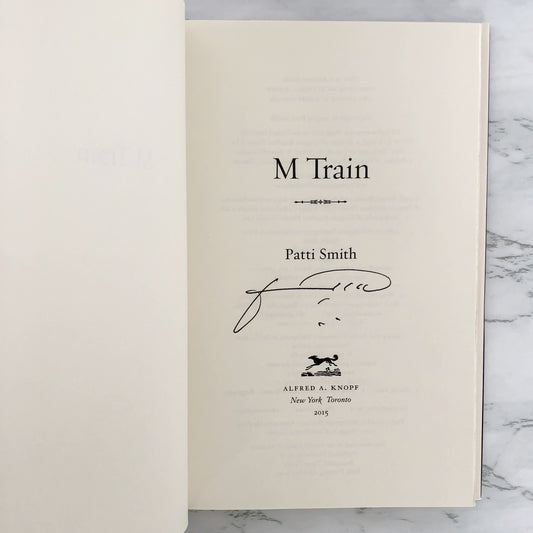 M Train
Patti Smith
ALFRED A. KNOPF
New York Toronto
2015